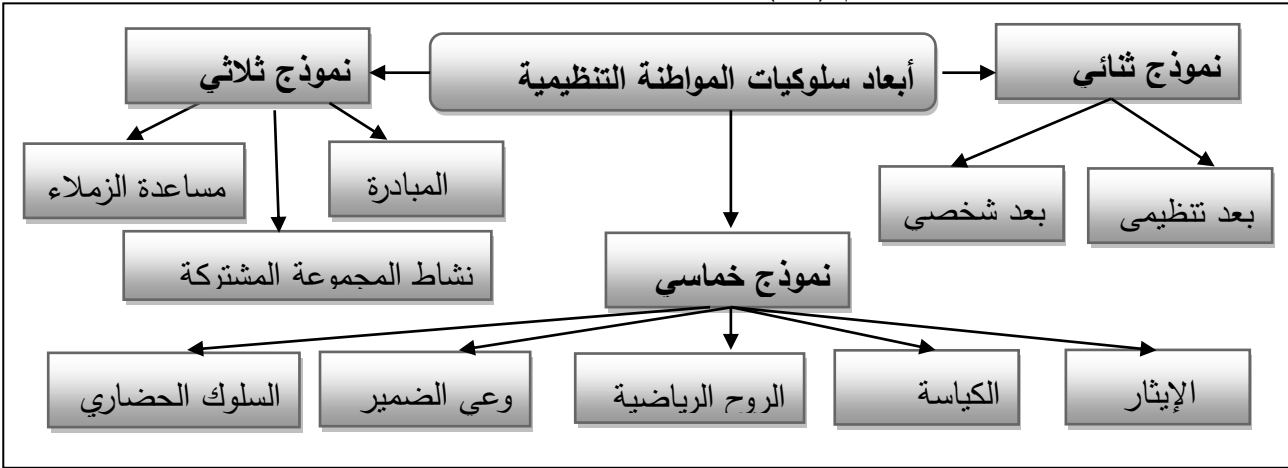 أبعاد سلوكيات المواطنة التنظيمية
نموذج ثنائي
بعد تنظيمى
بعد شخصي
نموذج ثلاثي
المبادرة
مساعدة الزملاء
نشاط المجموعة المشتركة
نموذج خماسي
الإيثار
الكياسة
الروح الرياضية
وعي الضمير
السلوك الحضاري